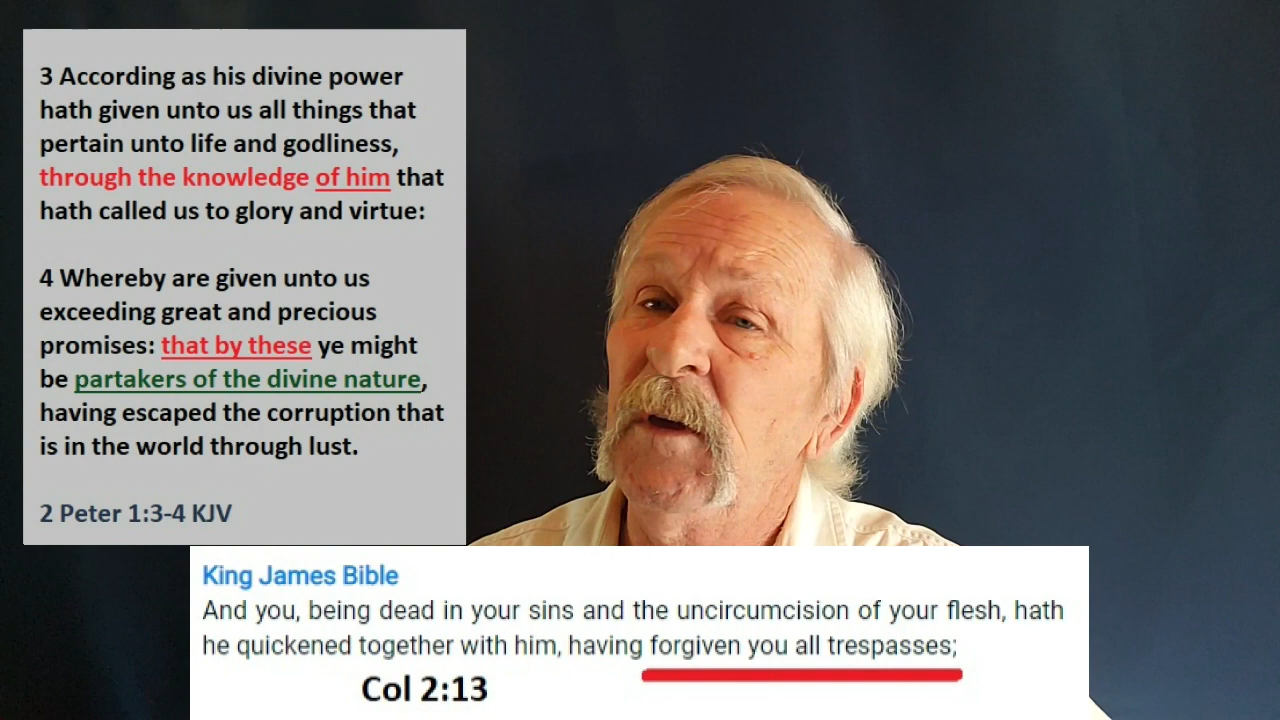 3 According as his divine power
hath given unto us all things that
pertain unto life and godliness,
through the knowledge of him that
hath called us to glory and virtue:
4 Whereby are given unto us
exceeding great and precious
promises: that by these ye might
be partakers of the divine nature,
having escaped the corruption that
is in the world through lust.
2 Peter 1:3-4 KJV
King James Bible
And you, being dead in your sins and the uncircumcision of your flesh, hath
he quickened together with him, having forgiven you all trespasses;
Col 2:13